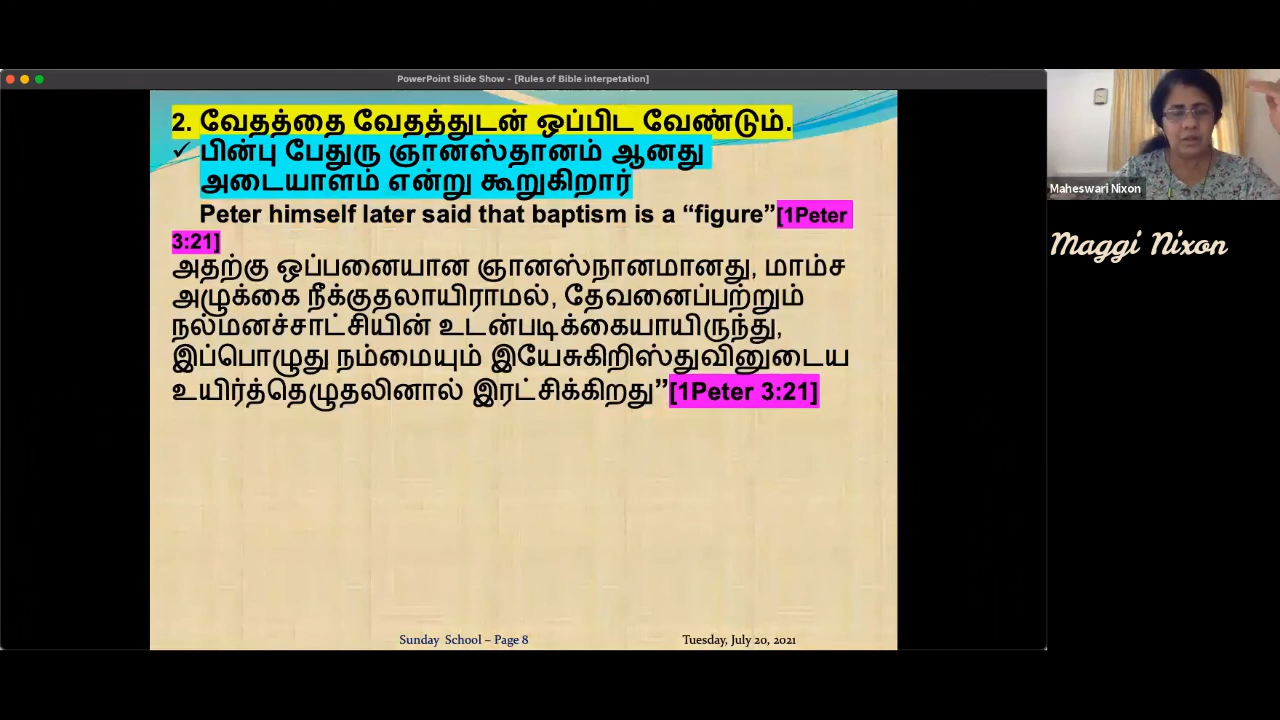 PowerPoint Slide Show - [Rules of Bible interpetation]
2. வேதத்தை வேதத்துடன் ஒப்பிட வேண்டும்.
✓ பின்பு பேதுரு ஞானஸ்தானம் ஆனது
அடையாளம் என்று கூறுகிறார்
Peter himself later said that baptism is a “figure”[1Peter
3:21]
அதற்கு ஒப்பனையான ஞானஸ்நானமானது, மாம்ச
அழுக்கை நீக்குதலாயிராமல், தேவனைப்பற்றும்
நல்மனச்சாட்சியின் உடன்படிக்கையாயிருந்து,
இப்பொழுது நம்மையும் இயேசுகிறிஸ்துவினுடைய
உயிர்த்தெழுதலினால் இரட்சிக்கிறது”[1Peter 3:21]
Sunday School – Page 8
Tuesday, July 20, 2021
Maheswari Nixon
Maggi Nixon